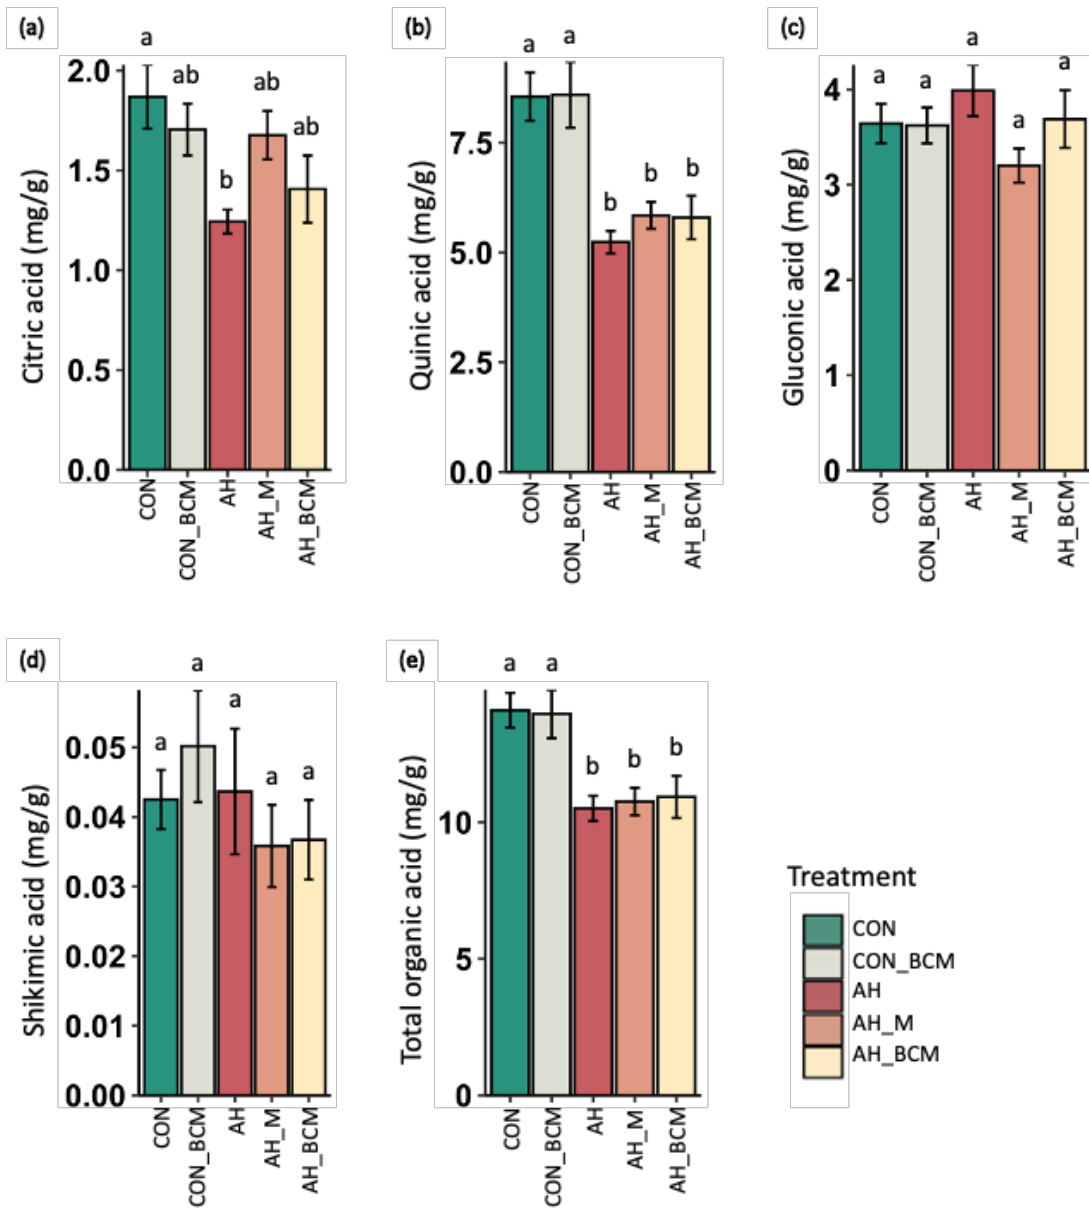 (a)
a
ab
b
ab
ab
Citric acid (mg/g)
2.0
1.5
1.0
0.5
0.0
CON
CON_BCM
AH
AH_M
AH_BCM
(b)
a
a
b
b
b
Quinic acid (mg/g)
7.5
5.0
2.5
0.0
CON
CON_BCM
AH
AH_M
AH_BCM
(c)
a
a
a
a
a
Gluconic acid (mg/g)
4
3
2
1
0
CON
CON_BCM
AH
AH_M
AH_BCM
(d)
a
a
a
a
a
Shikimic acid (mg/g)
0.05
0.04
0.03
0.02
0.01
0.00
CON
CON_BCM
AH
AH_M
AH_BCM
(e)
a
a
b
b
b
Total organic acid (mg/g)
10
5
0
CON
CON_BCM
AH
AH_M
AH_BCM
Treatment
CON
CON_BCM
AH
AH_M
AH_BCM